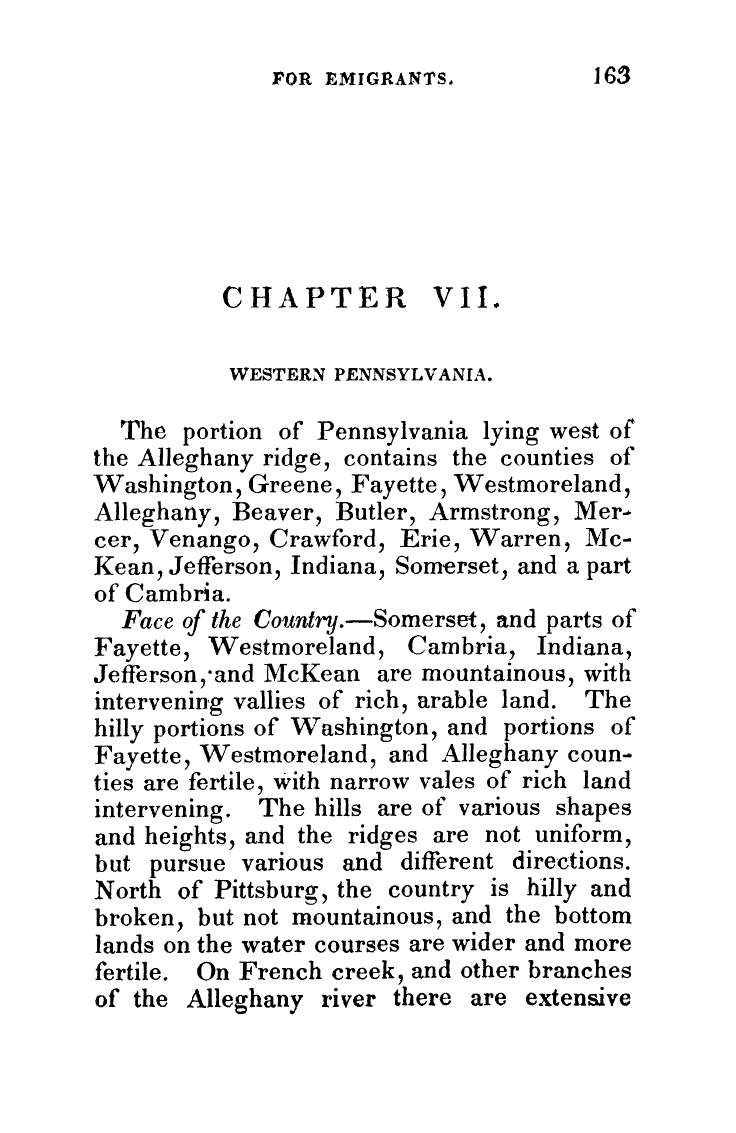 FOR EMIGRANTS. 163
CHAPTER VII.
WESTERN PENNSYLVANIA.
The portion of Pennsylvania lying west of
the Alleghany ridge, contains the counties of
Washington, Greene, Fayette, Westmoreland,
Alleghany, Beaver, Butler, Armstrong, Mer-
cer, Venango, Crawford, Erie, Warren, Mc-
Kean, Jefferson, Indiana, Somerset, and a part
of Cambria.
Face of the Country.—Somerset, and parts of
Fayette, Westmoreland, Cambria, Indiana,
Jefferson, and McKean are mountainous, with
intervening vallies of rich, arable land. The
hilly portions of Washington, and portions of
Fayette, Westmoreland, and Alleghany coun-
ties are fertile, with narrow vales of rich land
intervening. The hills are of various shapes
and heights, and the ridges are not uniform,
but pursue various and different directions.
North of Pittsburg, the country is hilly and
broken, but not mountainous, and the bottom
lands on the water courses are wider and more
fertile. On French creek, and other branches
of the Alleghany river there are extensive